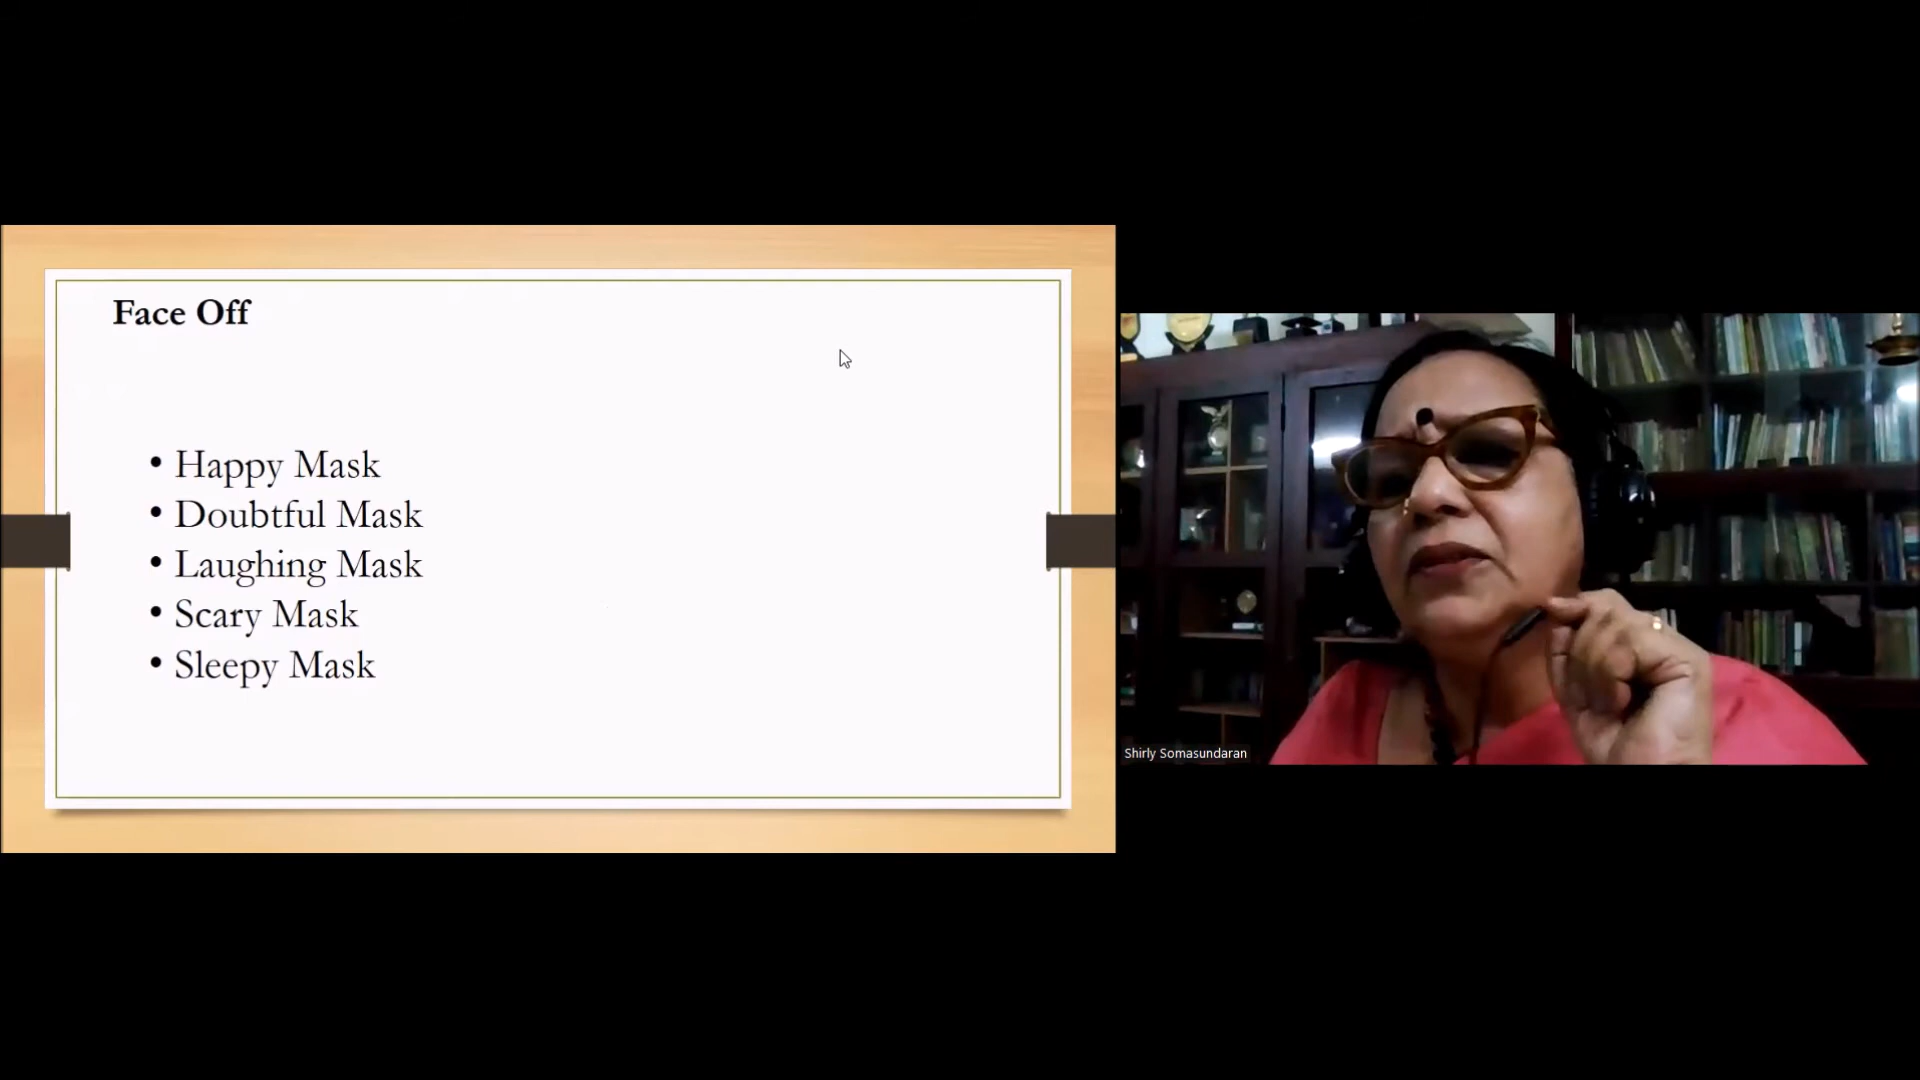 Face Off
• Happy Mask
• Doubtful Mask
• Laughing Mask
• Scary Mask
• Sleepy Mask
Shirly Somasundaran